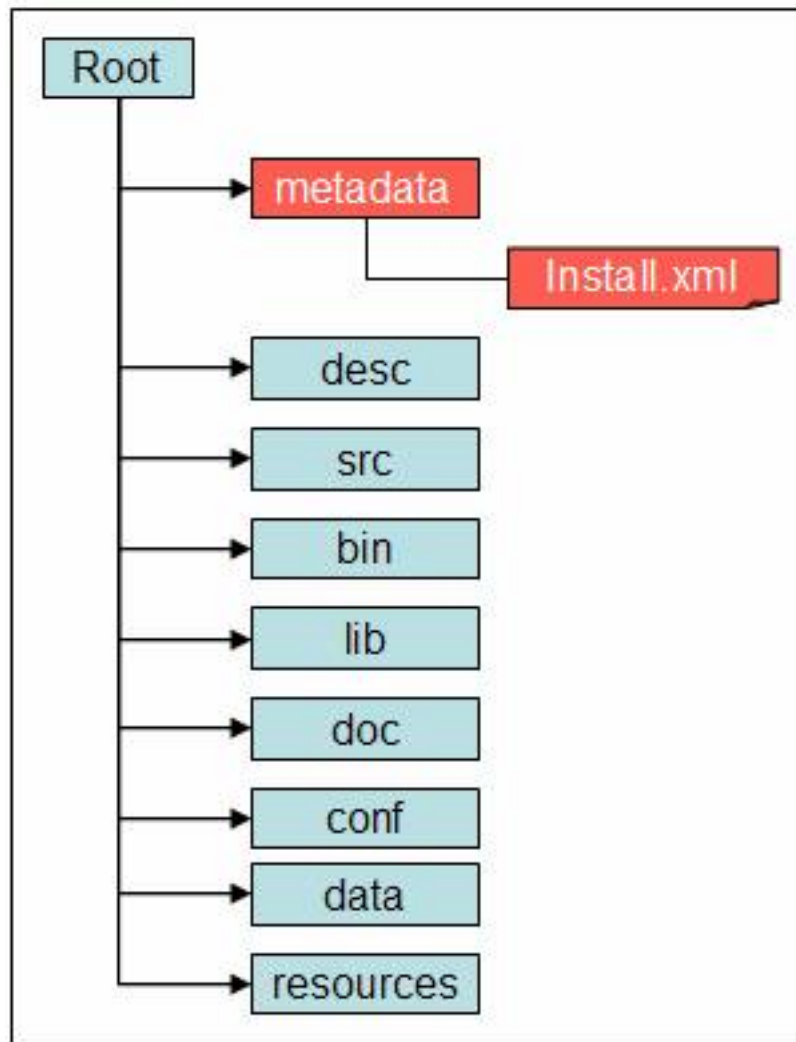 Root
metadata
Install.xml
desc
src
bin
lib
doc
conf
data
resources